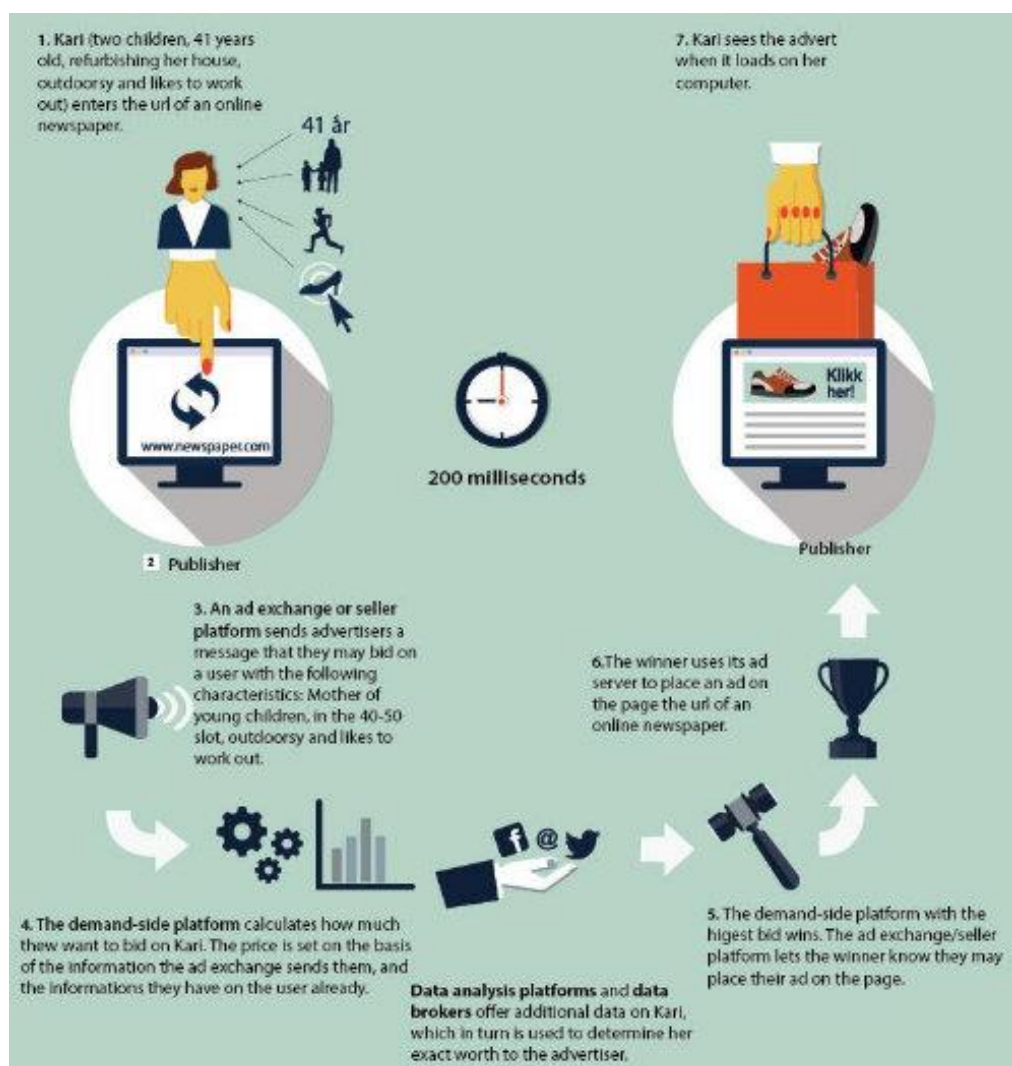 1. Kari (two children, 41 years
old, refurbishing her house,
outdoorsy and likes to work
out) enters the url of an online
newspaper.
41 år
www.newspaper.com
2 Publisher
200 milliseconds
7. Kari sees the advert
when it loads on her
computer.
Klikk
her!
Publisher
3. An ad exchange or seller
platform sends advertisers a
message that they may bid on
a user with the following
characteristics: Mother of
young children, in the 40-50
slot, outdoorsy and likes to
work out.
4. The demand-side platform calculates how much
thew want to bid on Kari. The price is set on the basis
of the information the ad exchange sends them, and
the informations they have on the user already.
f @
Data analysis platforms and data
brokers offer additional data on Kari,
which in turn is used to determine her
exact worth to the advertiser.
5. The demand-side platform with the
higest bid wins. The ad exchange/seller
platform lets the winner know they may
place their ad on the page.
6.The winner uses its ad
server to place an ad on
the page the url of an
online newspaper.